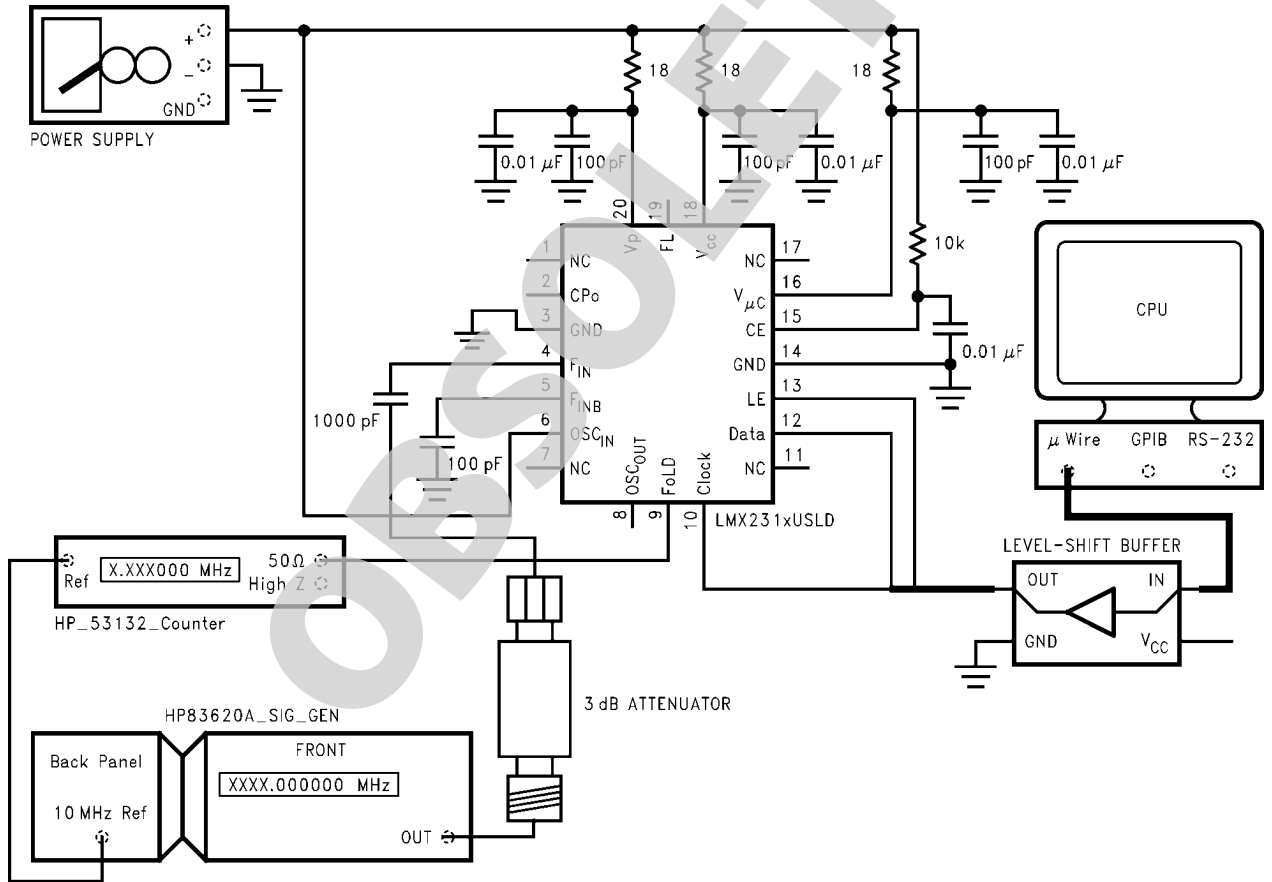 +
-
GND
POWER SUPPLY
18
18
18
0.01 μF
100 pF
100 pF
0.01 μF
100 pF
0.01 μF
20
19
18
Vp
FL
Vcc
1
NC
2
CPo
3
GND
4
FIN
5
FINB
6
OSCIN
7
NC
17
NC
16
VμC
15
CE
14
GND
13
LE
12
Data
11
NC
OSCOUT
FoLD
Clock
8
9
10
LMX231xUSLD
10k
0.01 μF
1000 pF
100 pF
CPU
μ Wire
GPIB
RS-232
LEVEL-SHIFT BUFFER
OUT
IN
GND
VCC
Ref
X.XXX000 MHz
50Ω
High Z
HP_53132_Counter
3 dB ATTENUATOR
HP83620A_SIG_GEN
Back Panel
FRONT
XXXX.000000 MHz
10 MHz Ref
OUT
OBSOLET